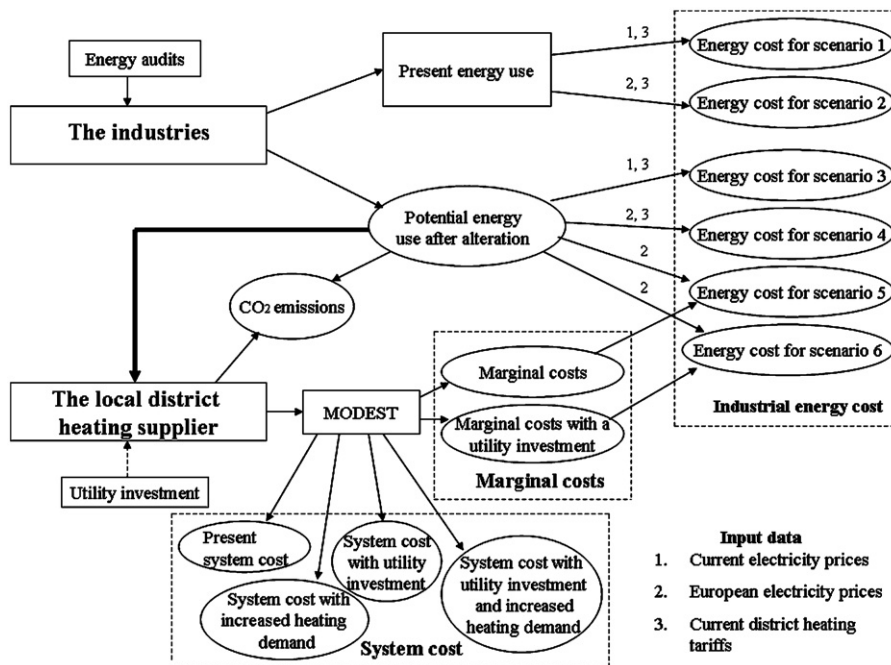 Energy audits
The industries
Present energy use
1, 3
2, 3
Energy cost for scenario 1
Energy cost for scenario 2
1, 3
2, 3
2
2
Energy cost for scenario 3
Energy cost for scenario 4
Energy cost for scenario 5
Energy cost for scenario 6
Industrial energy cost
Potential energy
use after alteration
CO2 emissions
The local district
heating supplier
Utility investment
MODEST
Marginal costs
Marginal costs with a
utility investment
Marginal costs
Present
system cost
System cost with
increased heating
demand
System cost
with utility
investment
System cost with
utility investment
and increased
heating demand
System cost
Input data
1. Current electricity prices
2. European electricity prices
3. Current district heating
tariffs